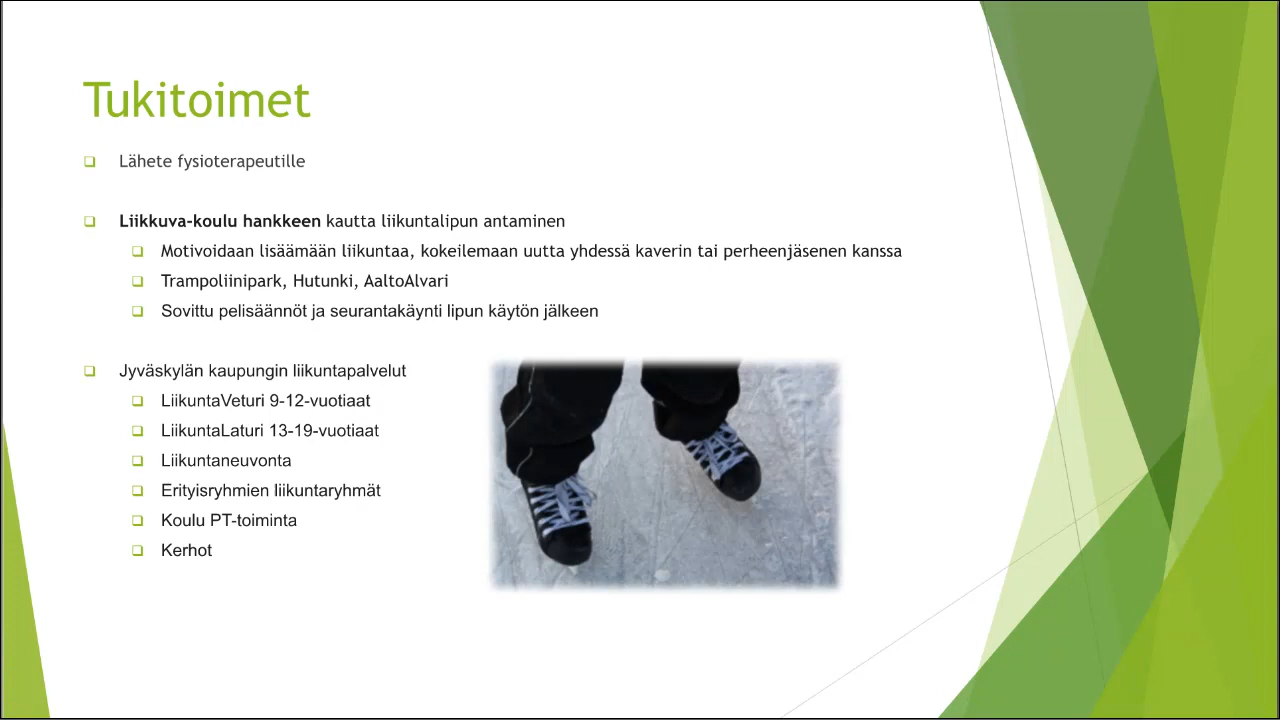 Tukitoimet
Lähete fysioterapeutille
Liikkuva-koulu hankkeen kautta liikuntalipun antaminen
Motivoidaan lisäämään liikuntaa, kokeilemaan uutta yhdessä kaverin tai perheenjäsenen kanssa
Trampoliinipark, Hutunki, AaltoAlvari
Sovittu pelisäännöt ja seurantakäynti lipun käytön jälkeen
Jyväskylän kaupungin liikuntapalvelut
LiikuntaVeturi 9-12-vuotiaat
LiikuntaLaturi 13-19-vuotiaat
Liikuntaneuvonta
Erityisryhmien liikuntaryhmät
Koulu PT-toiminta
Kerhot